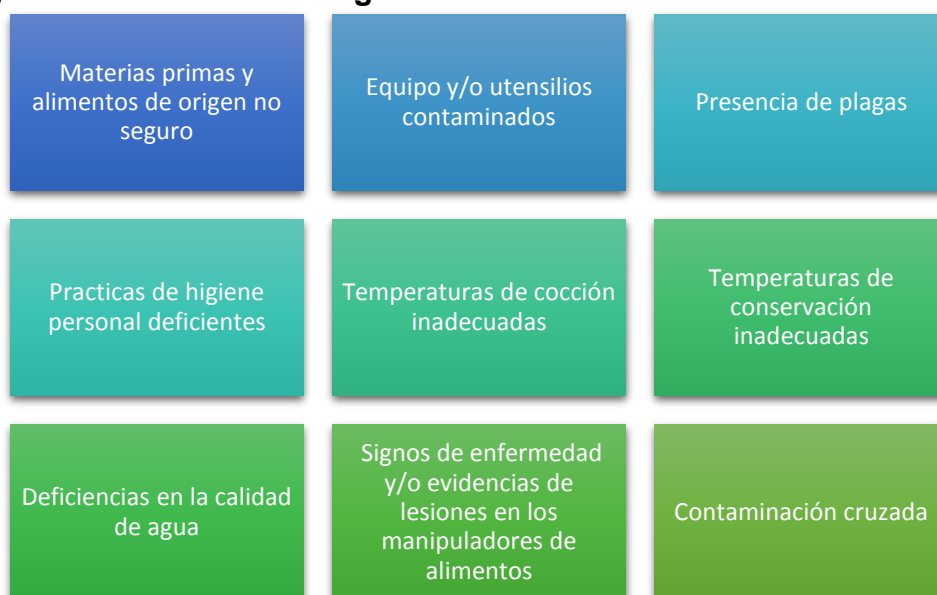 Materias primas y
alimentos de origen no
seguro
Equipo y/o utensilios
contaminados
Presencia de plagas
Practicas de higiene
personal deficientes
Temperaturas de cocción
inadecuadas
Temperaturas de
conservación
inadecuadas
Deficiencias en la calidad
de agua
Signos de enfermedad
y/o evidencias de
lesiones en los
manipuladores de
alimentos
Contaminación cruzada